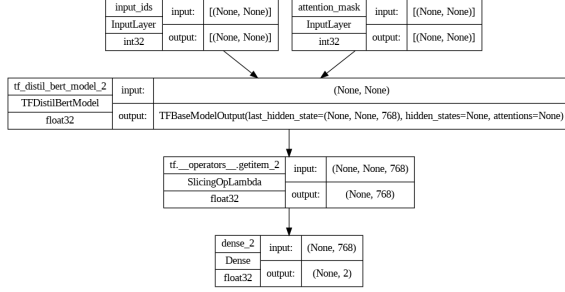 input_ids
InputLayer
int32
input: [(None, None)]
output: [(None, None)]
attention_mask
InputLayer
int32
input: [(None, None)]
output: [(None, None)]
tf_distil_bert_model_2
TFDistilBertModel
float32
input: (None, None)
output: TFBaseModelOutput(last_hidden_state=(None, None, 768), hidden_states=None, attentions=None)
tf.__operators__.getitem_2
SlicingOpLambda
float32
input: (None, None, 768)
output: (None, 768)
dense_2
Dense
float32
input: (None, 768)
output: (None, 2)